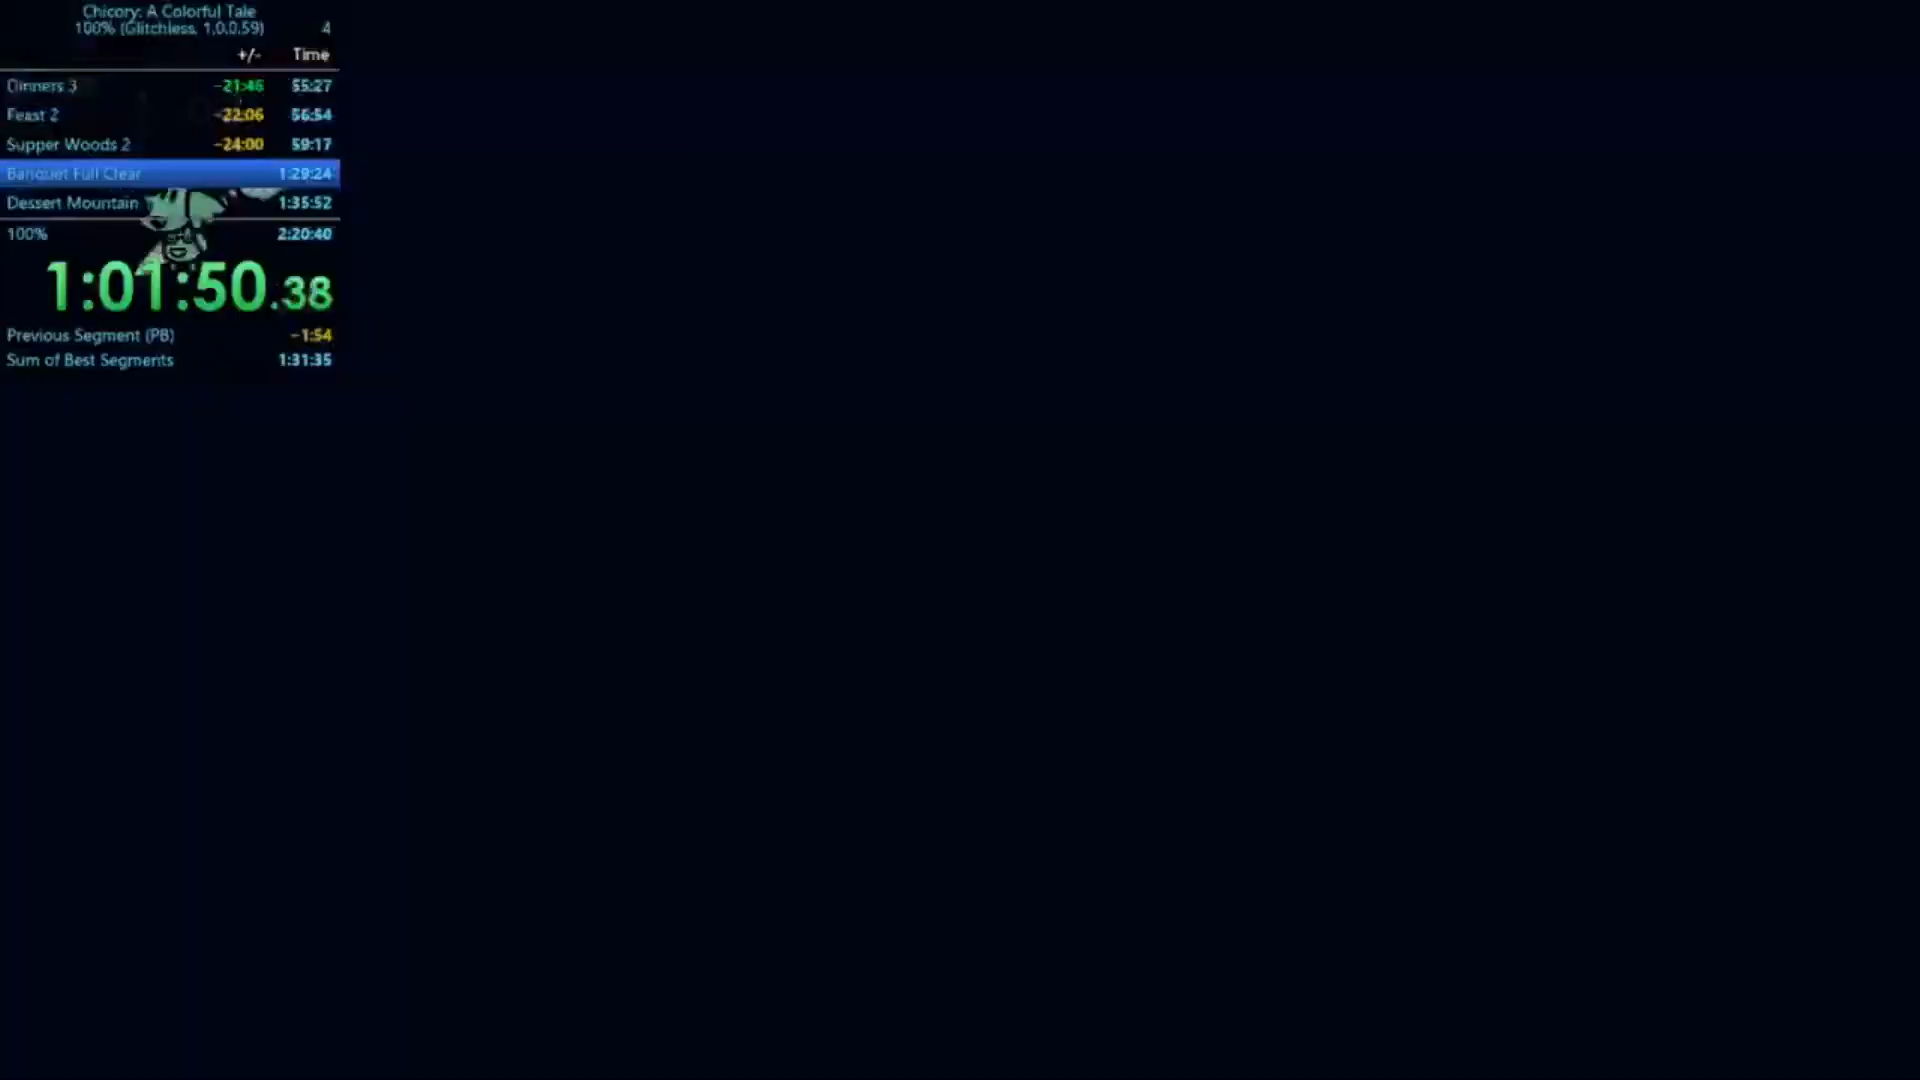 Chicory: A Colorful Tale
100% (Glitchless, 1.0.0.59) 4
+/- Time
Dinners 3 -21:46 55:27
Feast 2 -22:06 56:54
Supper Woods 2 -24:00 59:17
Banquet Full Clear 1:29:24
Dessert Mountain 1:35:52
100% 2:20:40
1:01:50.38
Previous Segment (PB) -1:54
Sum of Best Segments 1:31:35